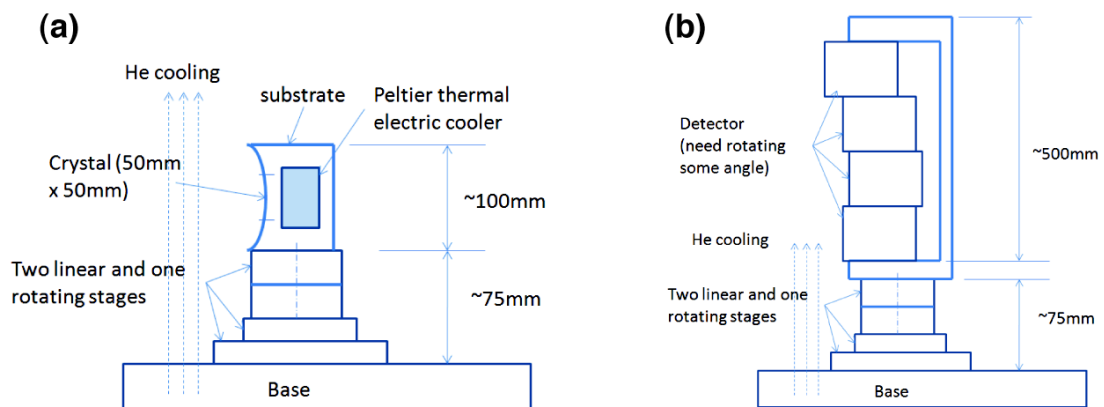 (a)
He cooling
substrate
Peltier thermal
electric cooler
Crystal (50mm
x 50mm)
~100mm
Two linear and one
rotating stages
~75mm
Base
(b)
Detector
(need rotating
some angle)
~500mm
He cooling
Two linear and one
rotating stages
~75mm
Base